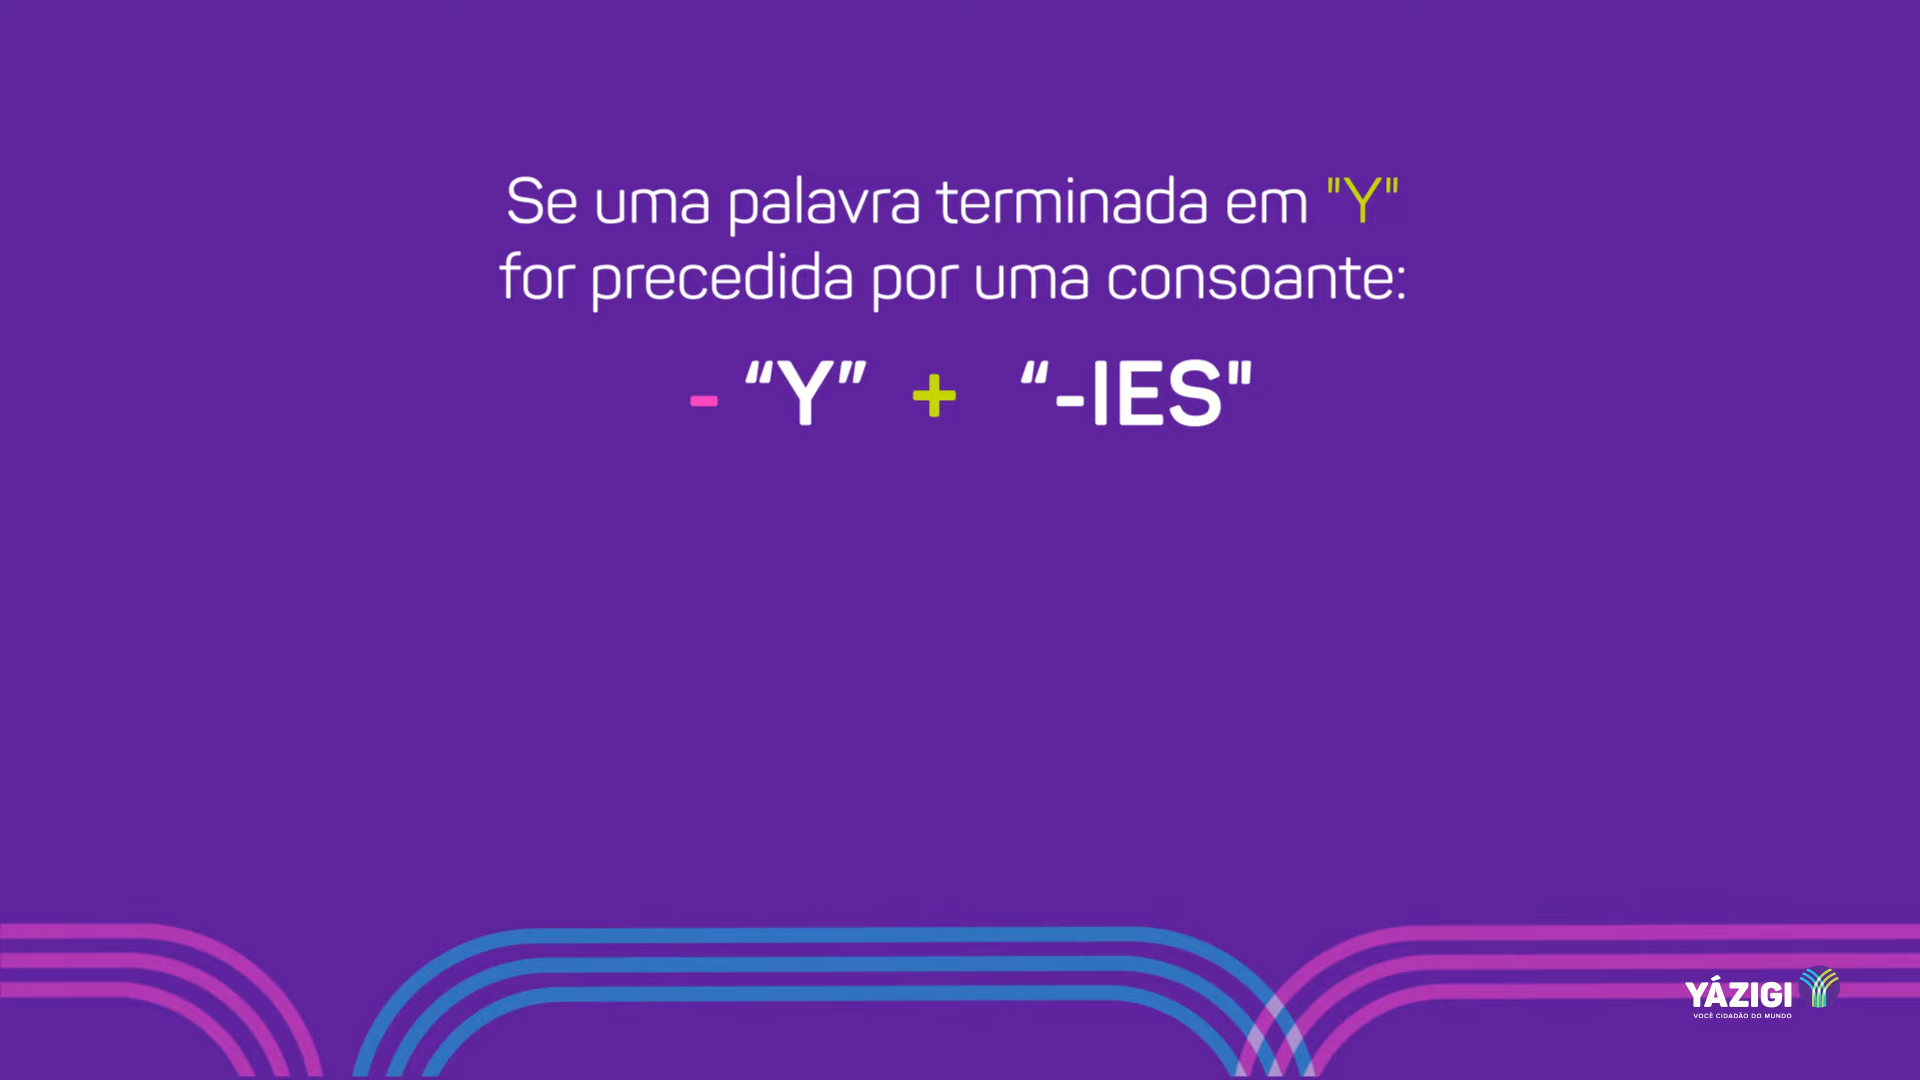 Se uma palavra terminada em "Y"
for precedida por uma consoante:
- “Y” + “-IES"
YÁZIGI
VOCÊ CIDADÃO DO MUNDO